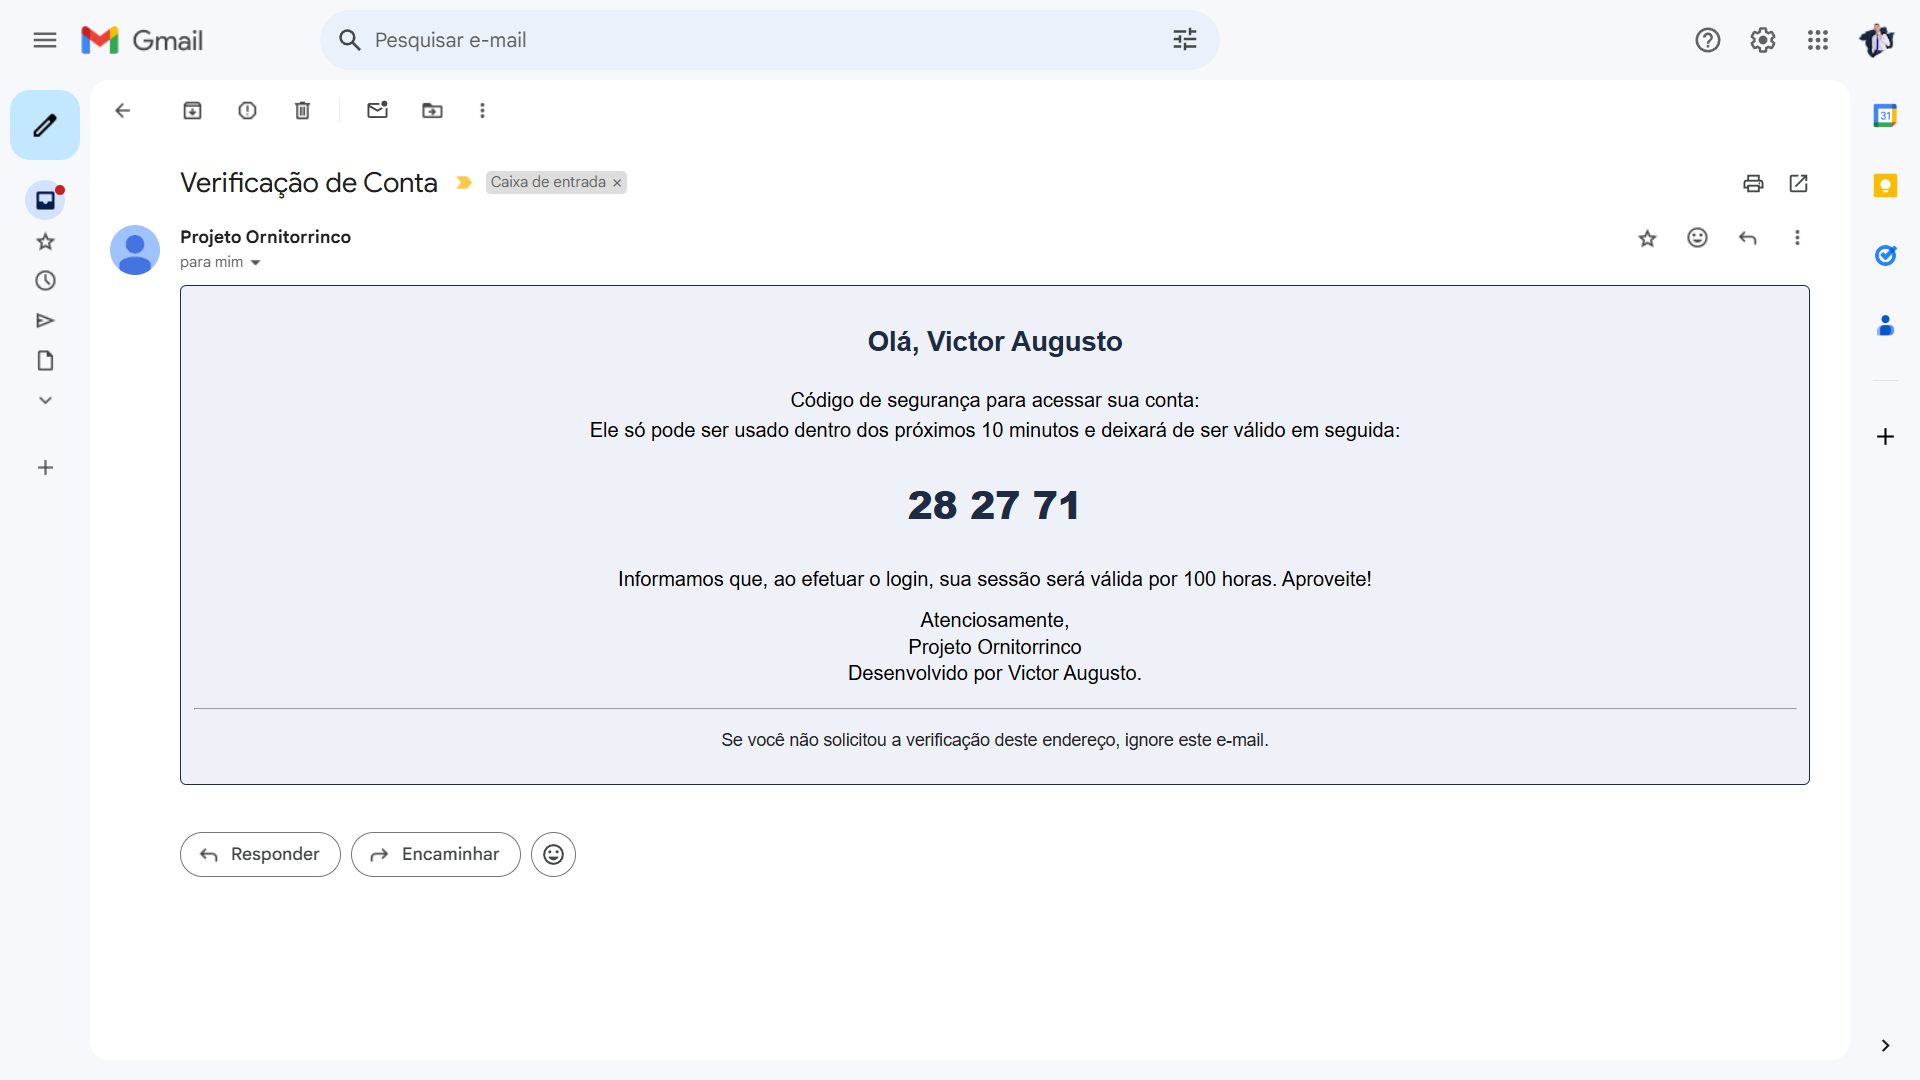 Gmail
Pesquisar e-mail
Verificação de Conta
Caixa de entrada ×
Projeto Ornitorrinco
para mim
Olá, Victor Augusto
Código de segurança para acessar sua conta:
Ele só pode ser usado dentro dos próximos 10 minutos e deixará de ser válido em seguida:
28 27 71
Informamos que, ao efetuar o login, sua sessão será válida por 100 horas. Aproveite!
Atenciosamente,
Projeto Ornitorrinco
Desenvolvido por Victor Augusto.
Se você não solicitou a verificação deste endereço, ignore este e-mail.
Responder
Encaminhar
31